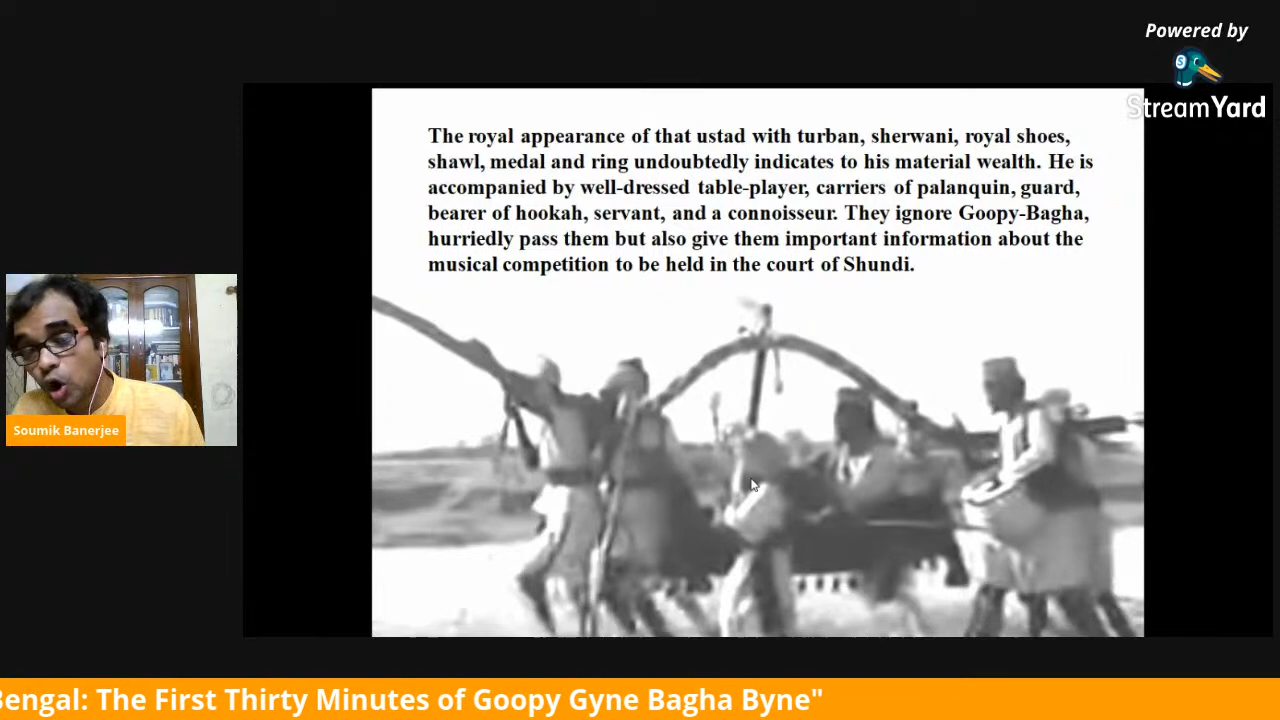 Powered by
StreamYard
The royal appearance of that ustad with turban, sherwani, royal shoes,
shawl, medal and ring undoubtedly indicates to his material wealth. He is
accompanied by well-dressed table-player, carriers of palanquin, guard,
bearer of hookah, servant, and a connoisseur. They ignore Goopy-Bagha,
hurriedly pass them but also give them important information about the
musical competition to be held in the court of Shundi.
Soumik Banerjee
Bengal: The First Thirty Minutes of Goopy Gyne Bagha Byne"